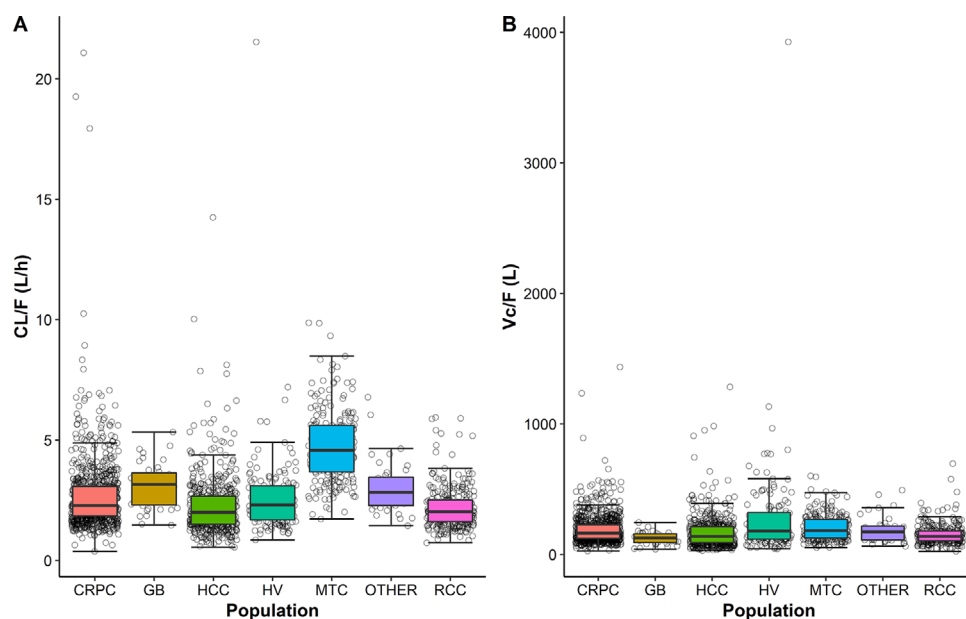 A
CL/F (L/h)
20
15
10
5
0
CRPC GB HCC HV MTC OTHER RCC
Population
B
Vc/F (L)
4000
3000
2000
1000
0
CRPC GB HCC HV MTC OTHER RCC
Population